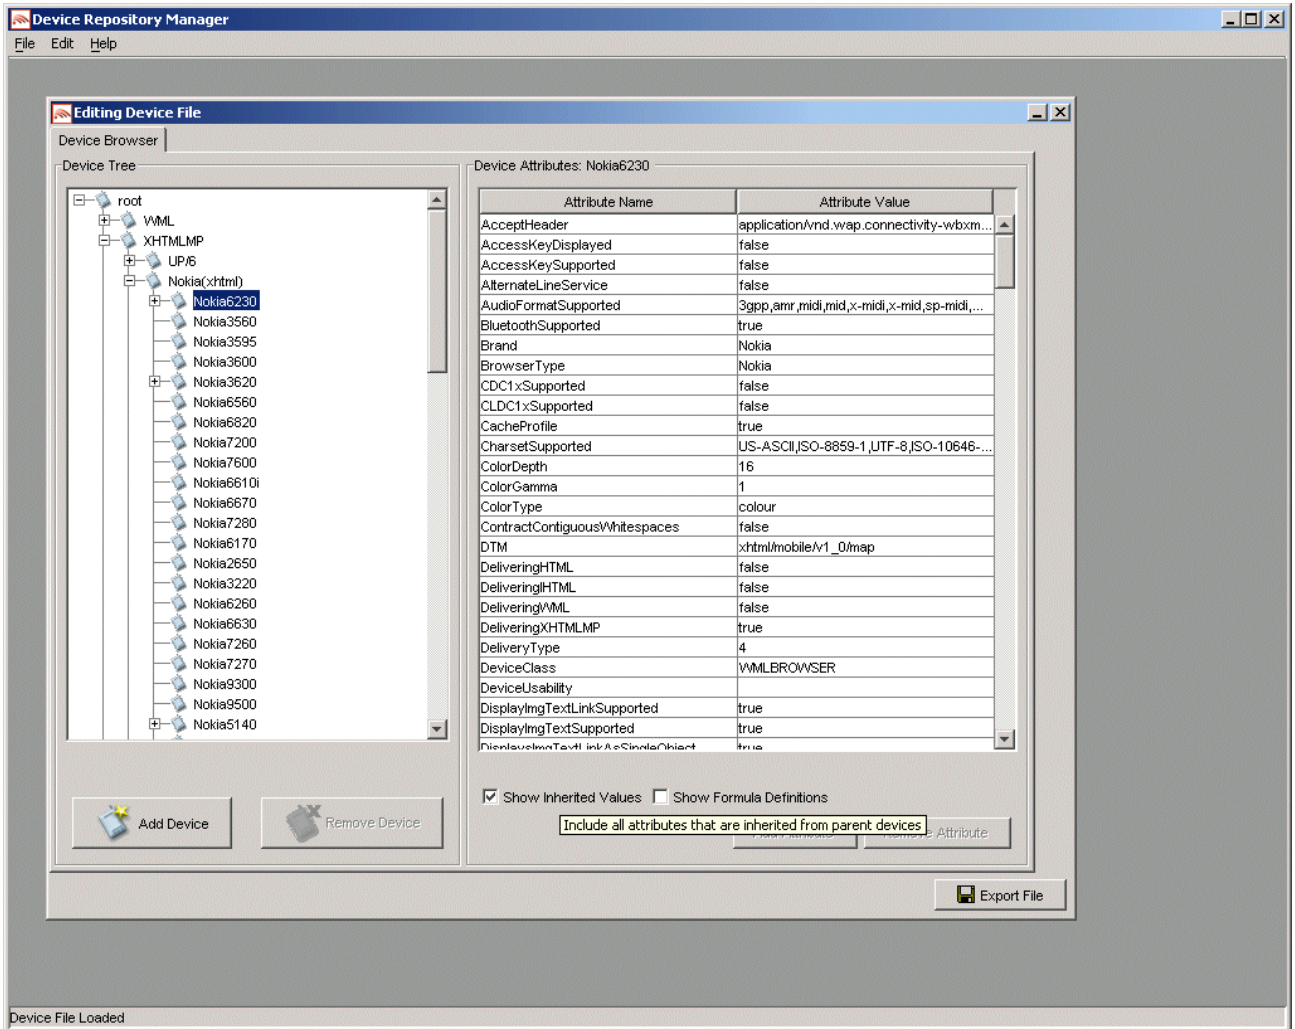 Device Repository Manager
File Edit Help
Editing Device File
Device Browser
Device Tree
root
WML
XHTMLMP
UP/6
Nokia(xhtml)
Nokia6230
Nokia3560
Nokia3595
Nokia3600
Nokia3620
Nokia6560
Nokia6820
Nokia7200
Nokia7600
Nokia6610i
Nokia6670
Nokia7280
Nokia6170
Nokia2650
Nokia3220
Nokia6260
Nokia6630
Nokia7260
Nokia7270
Nokia9300
Nokia9500
Nokia5140
Add Device Remove Device
Device Attributes: Nokia6230
Attribute Name Attribute Value
AcceptHeader application/vnd.wap.connectivity-wbxm...
AccessKeyDisplayed false
AccessKeySupported false
AlternateLineService false
AudioFormatSupported 3gpp,amr,midi,mid,x-midi,x-mid,sp-midi,...
BluetoothSupported true
Brand Nokia
BrowserType Nokia
CDC1xSupported false
CLDC1xSupported false
CacheProfile true
CharsetSupported US-ASCII,ISO-8859-1,UTF-8,ISO-10646-...
ColorDepth 16
ColorGamma 1
ColorType colour
ContractContiguousWhitespaces false
DTM xhtml/mobile/v1_0/map
DeliveringHTML false
DeliveringIHTML false
DeliveringWML false
DeliveringXHTMLMP true
DeliveryType 4
DeviceClass WMLBROWSER
DeviceUsability
DisplayImgTextLinkSupported true
DisplayImgTextSupported true
DisplaysImgTextLinkAsSingleObject true
Show Inherited Values Show Formula Definitions
Include all attributes that are inherited from parent devices
Add Attribute Remove Attribute
Export File
Device File Loaded